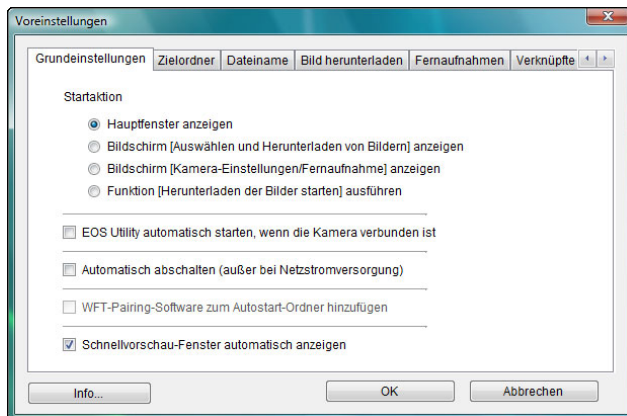 Voreinstellungen
Grundeinstellungen Zielordner Dateiname Bild herunterladen Fernaufnahmen Verknüpfte
Startaktion
Hauptfenster anzeigen
Bildschirm [Auswählen und Herunterladen von Bildern] anzeigen
Bildschirm [Kamera-Einstellungen/Fernaufnahme] anzeigen
Funktion [Herunterladen der Bilder starten] ausführen
EOS Utility automatisch starten, wenn die Kamera verbunden ist
Automatisch abschalten (außer bei Netzstromversorgung)
WFT-Pairing-Software zum Autostart-Ordner hinzufügen
Schnellvorschau-Fenster automatisch anzeigen
Info... OK Abbrechen